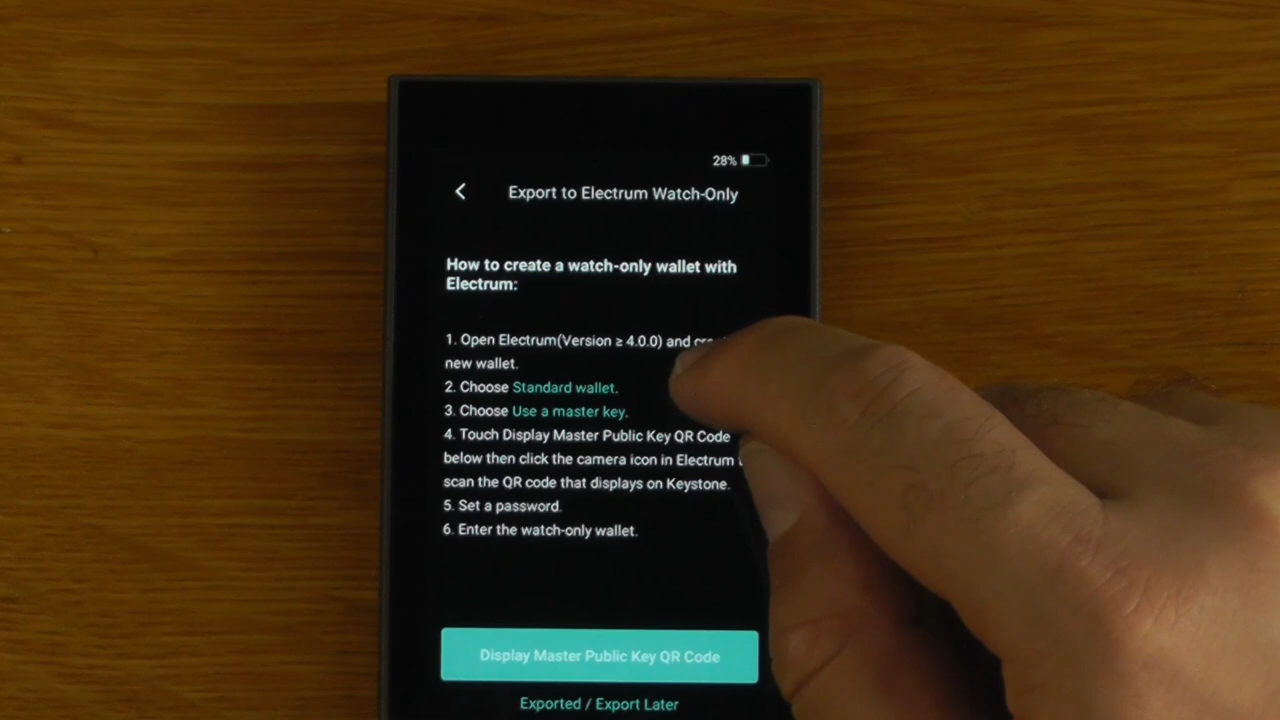 28%
Export to Electrum Watch-Only
How to create a watch-only wallet with
Electrum:
1. Open Electrum(Version ≥ 4.0.0) and
new wallet.
2. Choose Standard wallet.
3. Choose Use a master key.
4. Touch Display Master Public Key QR Code
below then click the camera icon in Electrum
scan the QR code that displays on Keystone.
5. Set a password.
6. Enter the watch-only wallet.
Display Master Public Key QR Code
Exported / Export Later